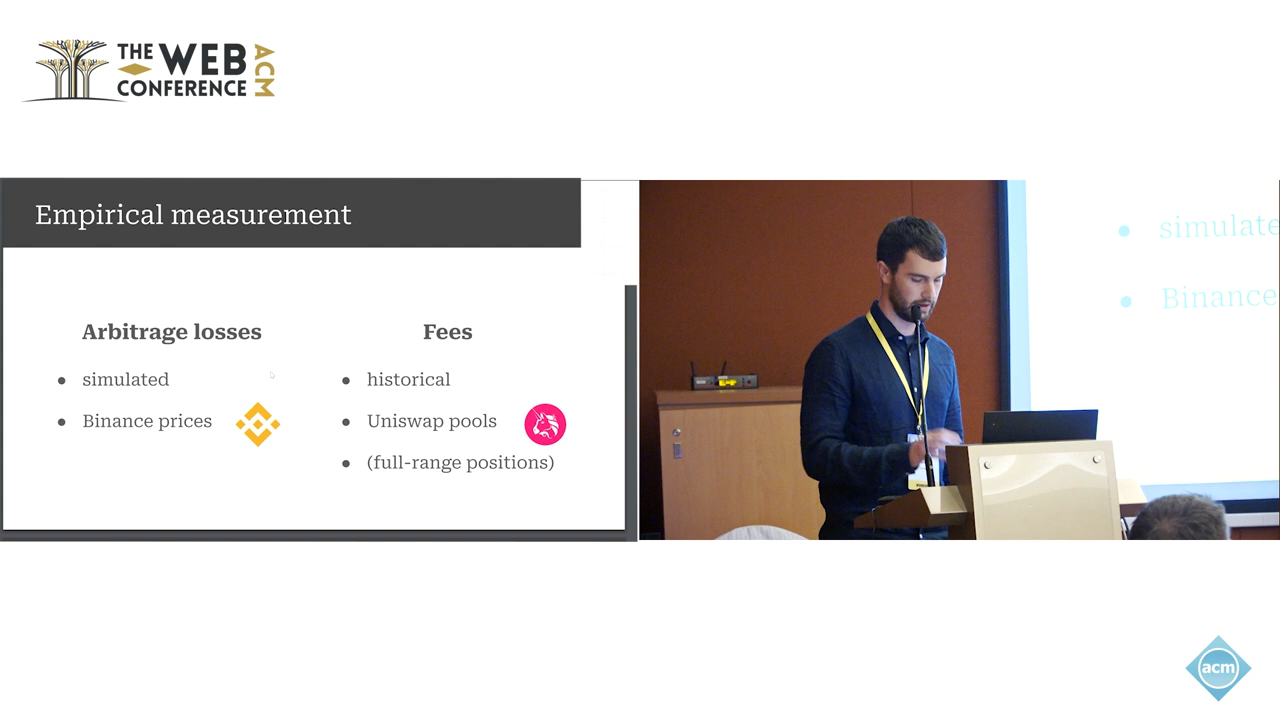 THE WEB
CONFERENCE
ACM
Empirical measurement
Arbitrage losses
● simulated
● Binance prices
Fees
● historical
● Uniswap pools
● (full-range positions)
● simulate
● Binance
acm